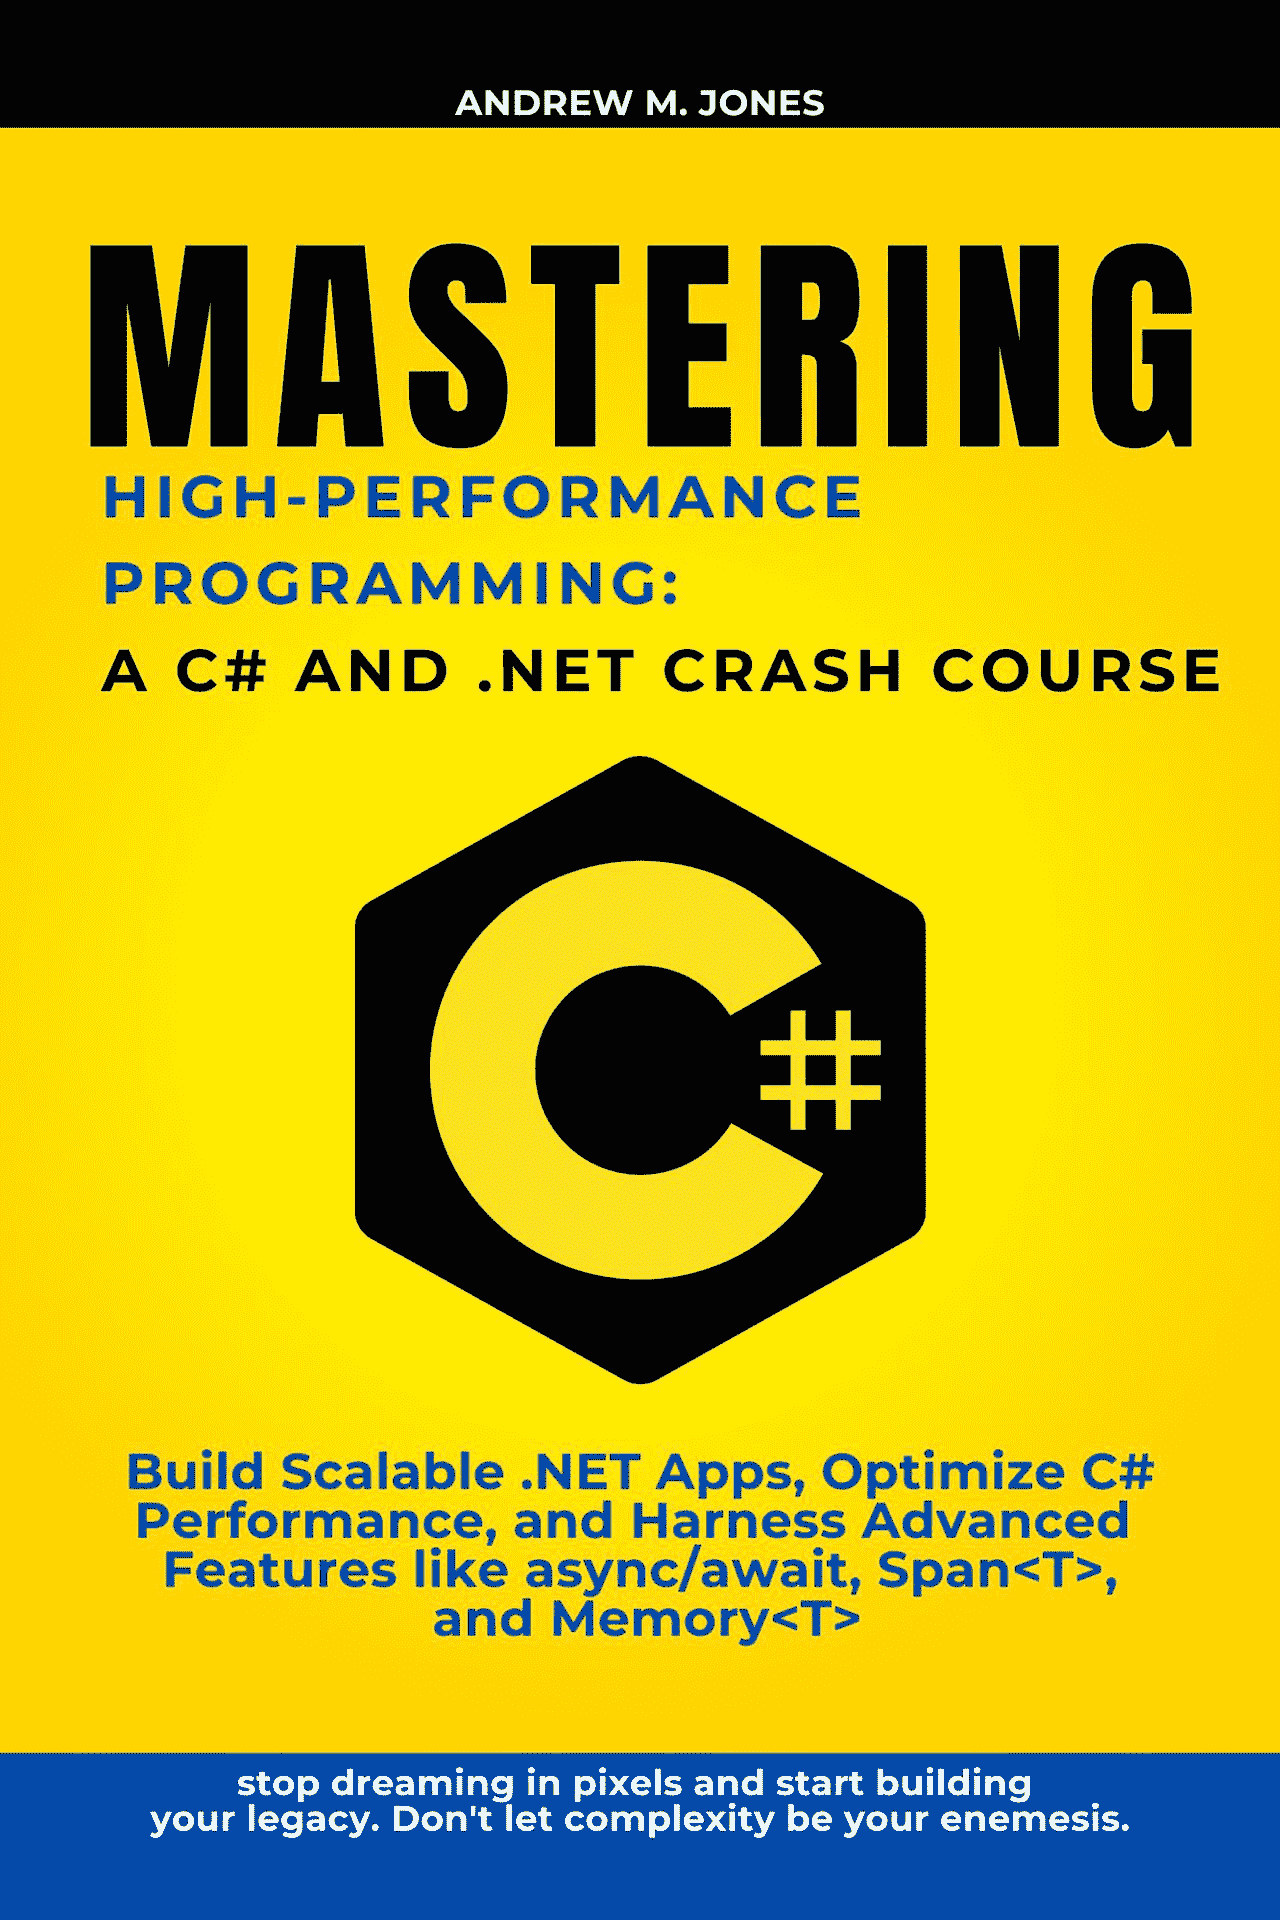 ANDREW M. JONES
MASTERING
HIGH-PERFORMANCE
PROGRAMMING:
A C# AND .NET CRASH COURSE
C#
Build Scalable .NET Apps, Optimize C#
Performance, and Harness Advanced
Features like async/await, Span<T>,
and Memory<T>
stop dreaming in pixels and start building
your legacy. Don't let complexity be your enemesis.